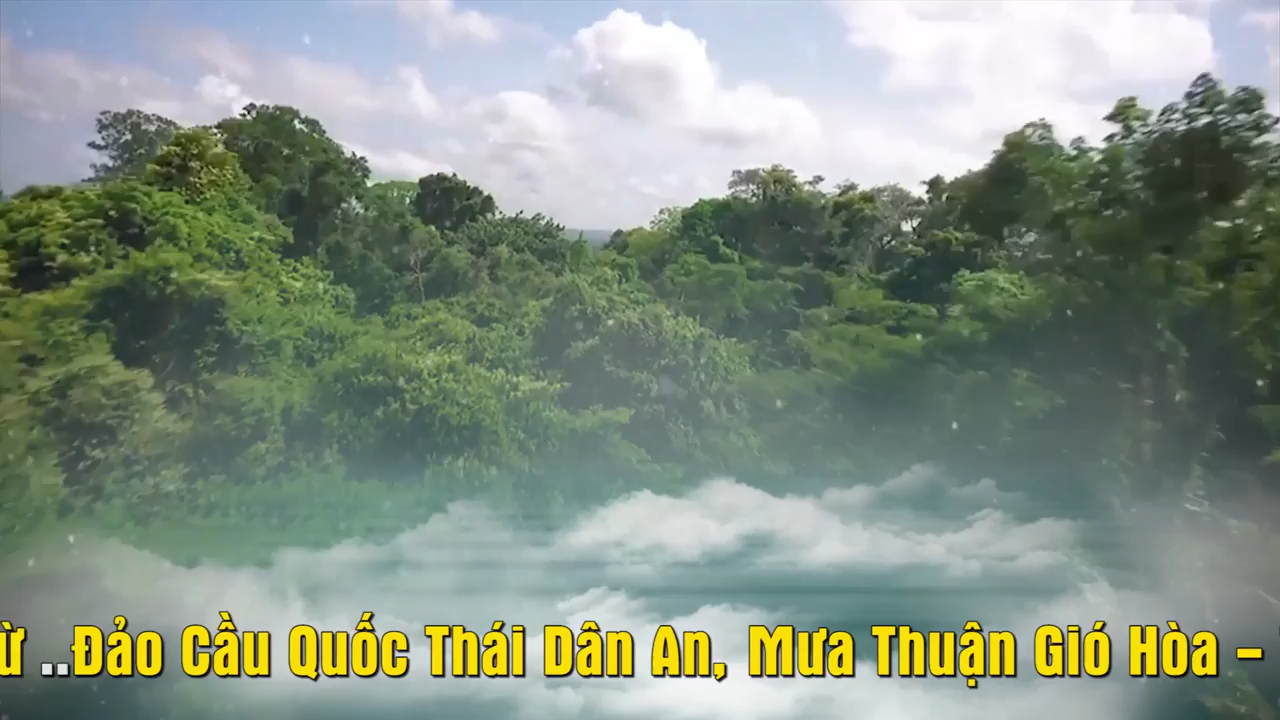 ừ ..Đảo Cầu Quốc Thái Dân An, Mưa Thuận Gió Hòa –